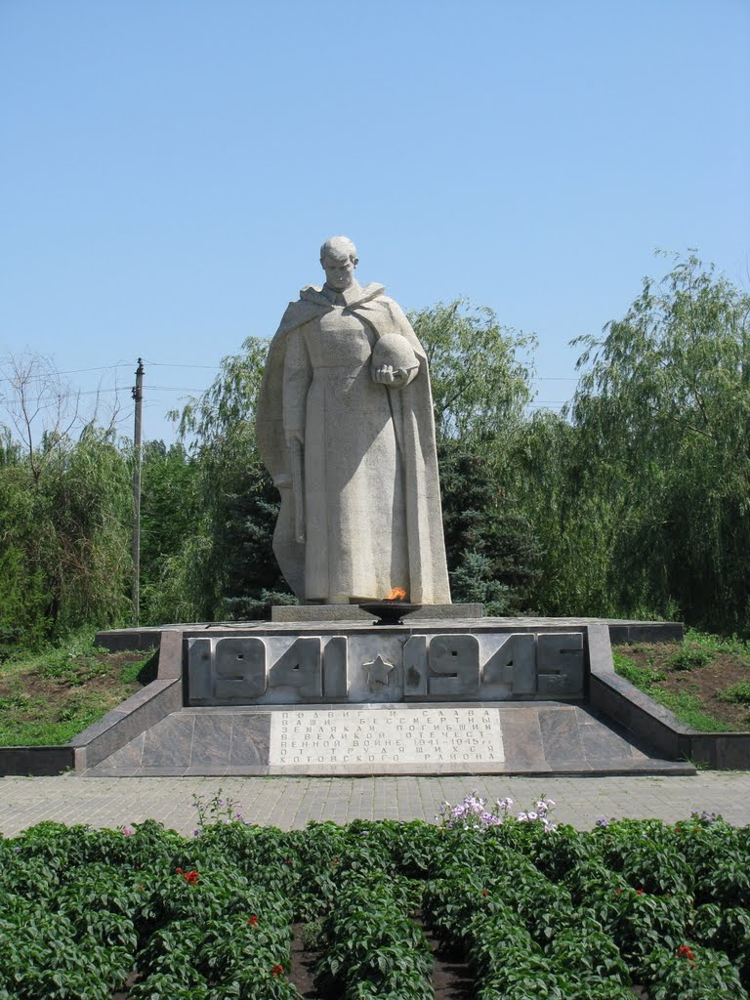 1941 1945
ПОДВИГ И СЛАВА
ВАШИ БЕССМЕРТНЫ
ЗЕМЛЯКАМ ПОГИБШИМ
В ВЕЛИКОЙ ОТЕЧЕСТ-
ВЕННОЙ ВОЙНЕ 1941-1945гг.
ОТ ТРУДЯЩИХСЯ
КОТОВСКОГО РАЙОНА